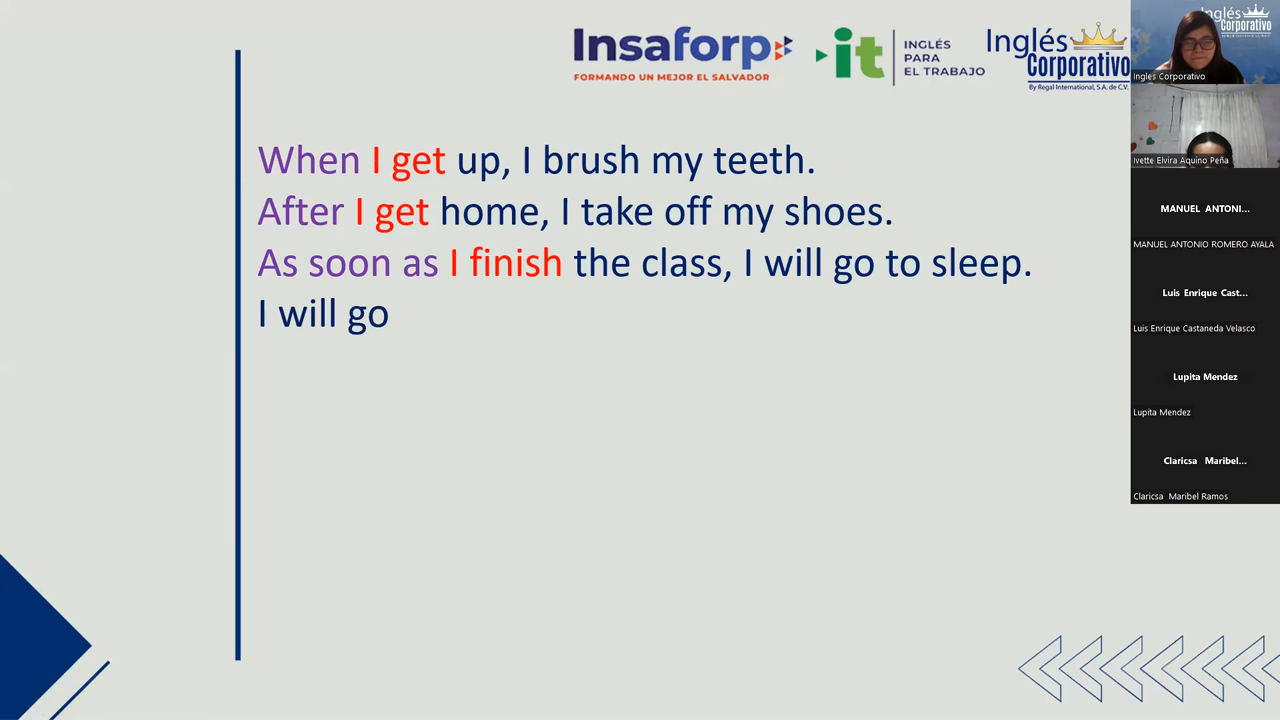 Insaforp
FORMANDO UN MEJOR EL SALVADOR
it
INGLÉS
PARA
EL TRABAJO
Inglés
Corporativo
By Regal International, S.A. de C.V.
When I get up, I brush my teeth.
After I get home, I take off my shoes.
As soon as I finish the class, I will go to sleep.
I will go
Inglés
Corporativo
Ingles Corporativo
Ivette Elvira Aquino Peña
MANUEL ANTONI...
MANUEL ANTONIO ROMERO AYALA
Luis Enrique Cast...
Luis Enrique Castaneda Velasco
Lupita Mendez
Lupita Mendez
Claricsa Maribel...
Claricsa Maribel Ramos